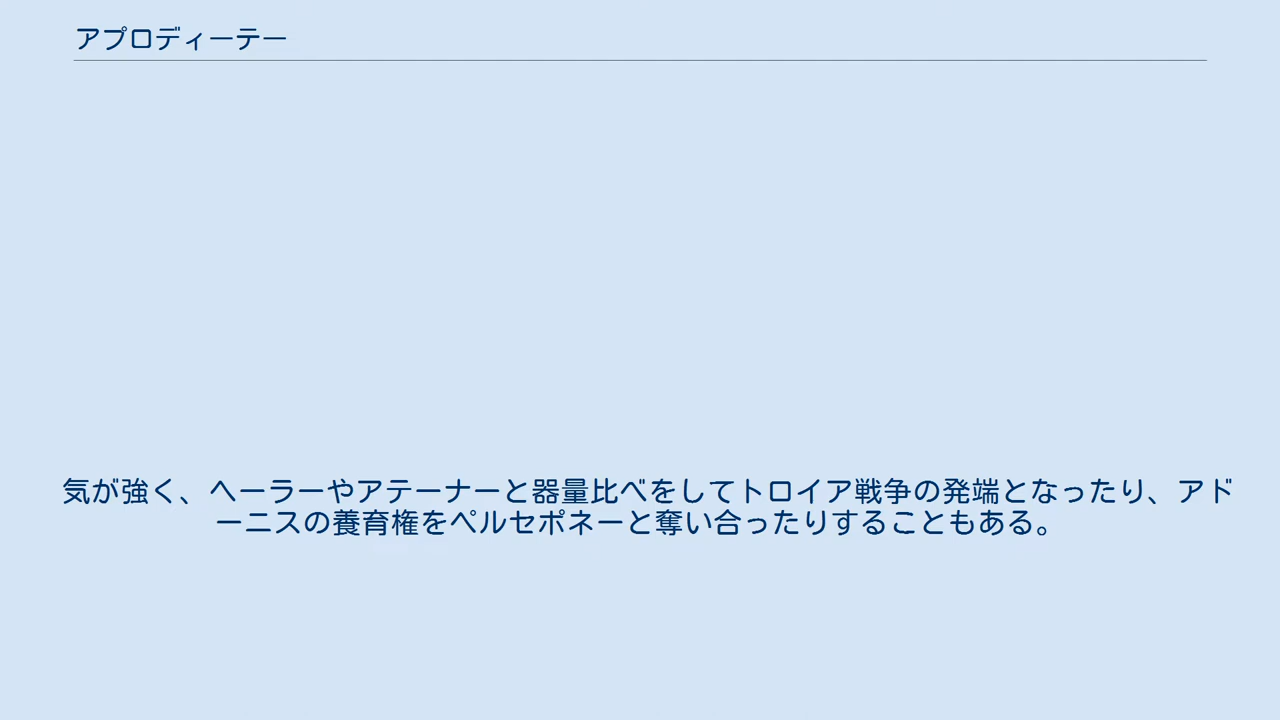 アプロディーテー
気が強く、ヘーラーやアテーナーと器量比べをしてトロイア戦争の発端となったり、アド
ーニスの養育権をペルセポネーと奪い合ったりすることもある。